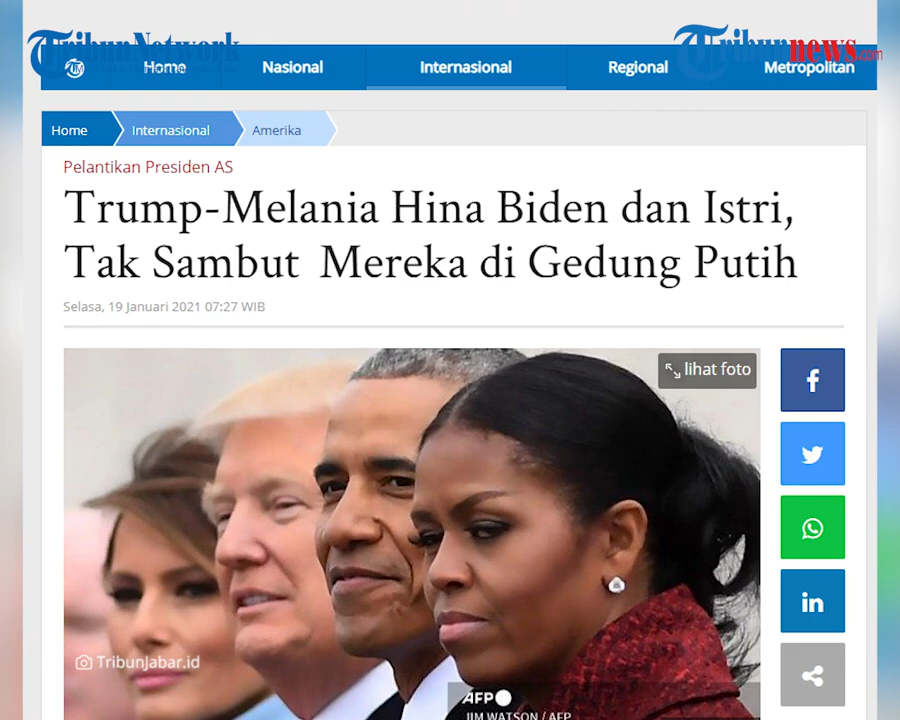 TribunNetwork
Tribunnews.com
Home
Nasional
Internasional
Regional
Metropolitan
Home
Internasional
Amerika
Pelantikan Presiden AS
Trump-Melania Hina Biden dan Istri,
Tak Sambut Mereka di Gedung Putih
Selasa, 19 Januari 2021 07:27 WIB
lihat foto
TribunJabar.id
AFP
JIM WATSON / AFP